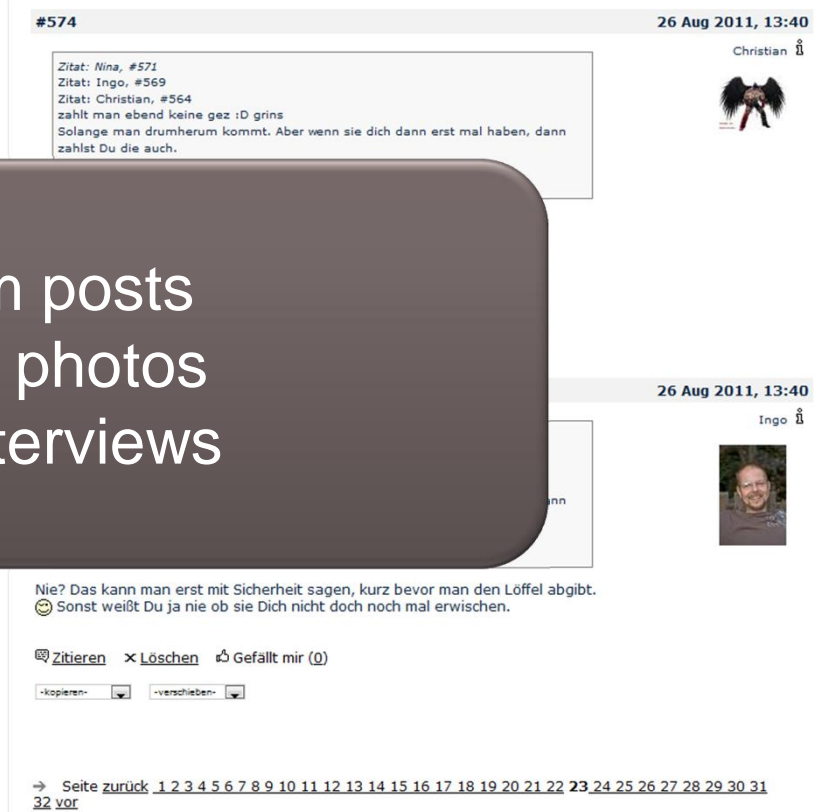 #574 26 Aug 2011, 13:40
Christian
Zitat: Nina, #571
Zitat: Ingo, #569
Zitat: Christian, #564
zahlt man ebend keine gez :D grins
Solange man drumherum kommt. Aber wenn sie dich dann erst mal haben, dann
zahlst Du die auch.
posts
photos
26 Aug 2011, 13:40
Ingo
Nie? Das kann man erst mit Sicherheit sagen, kurz bevor man den Löffel abgibt.
Sonst weißt Du ja nie ob sie Dich nicht doch noch mal erwischen.
Zitieren × Löschen Gefällt mir (0)
-kopieren- -verschieben-
→ Seite zurück 1 2 3 4 5 6 7 8 9 10 11 12 13 14 15 16 17 18 19 20 21 22 23 24 25 26 27 28 29 30 31
32 vor